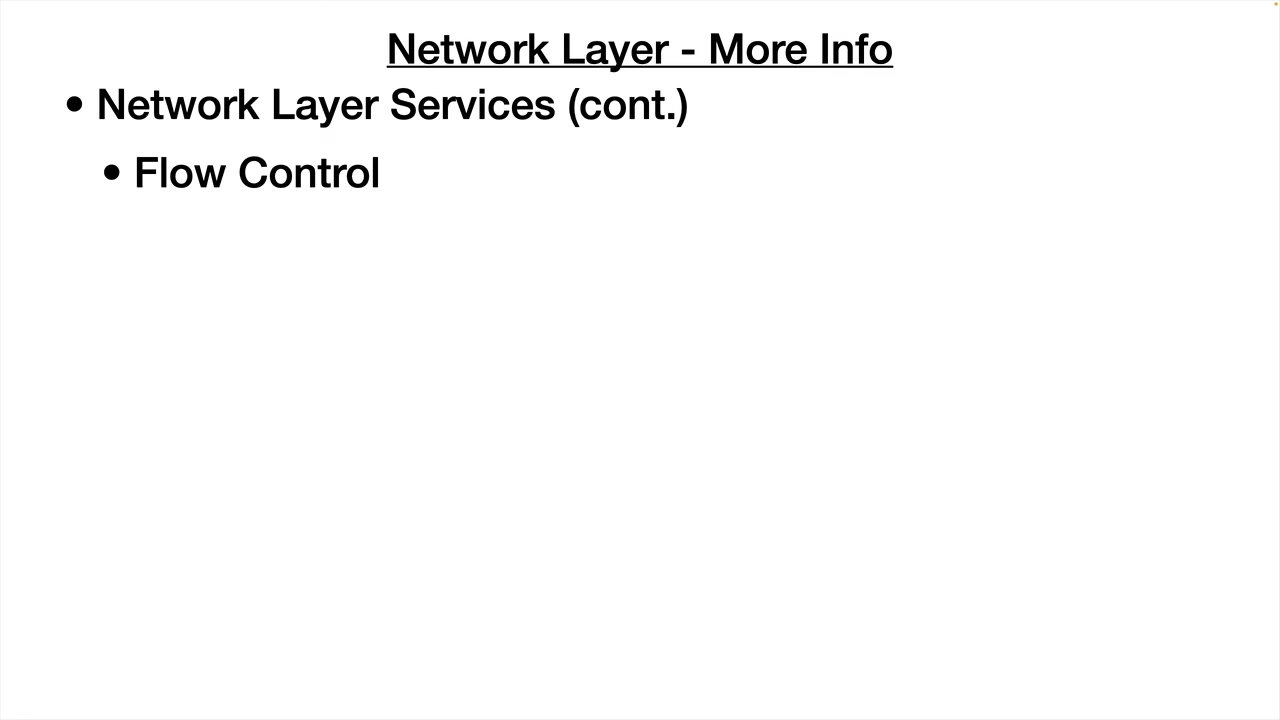 Network Layer - More Info
• Network Layer Services (cont.)
• Flow Control